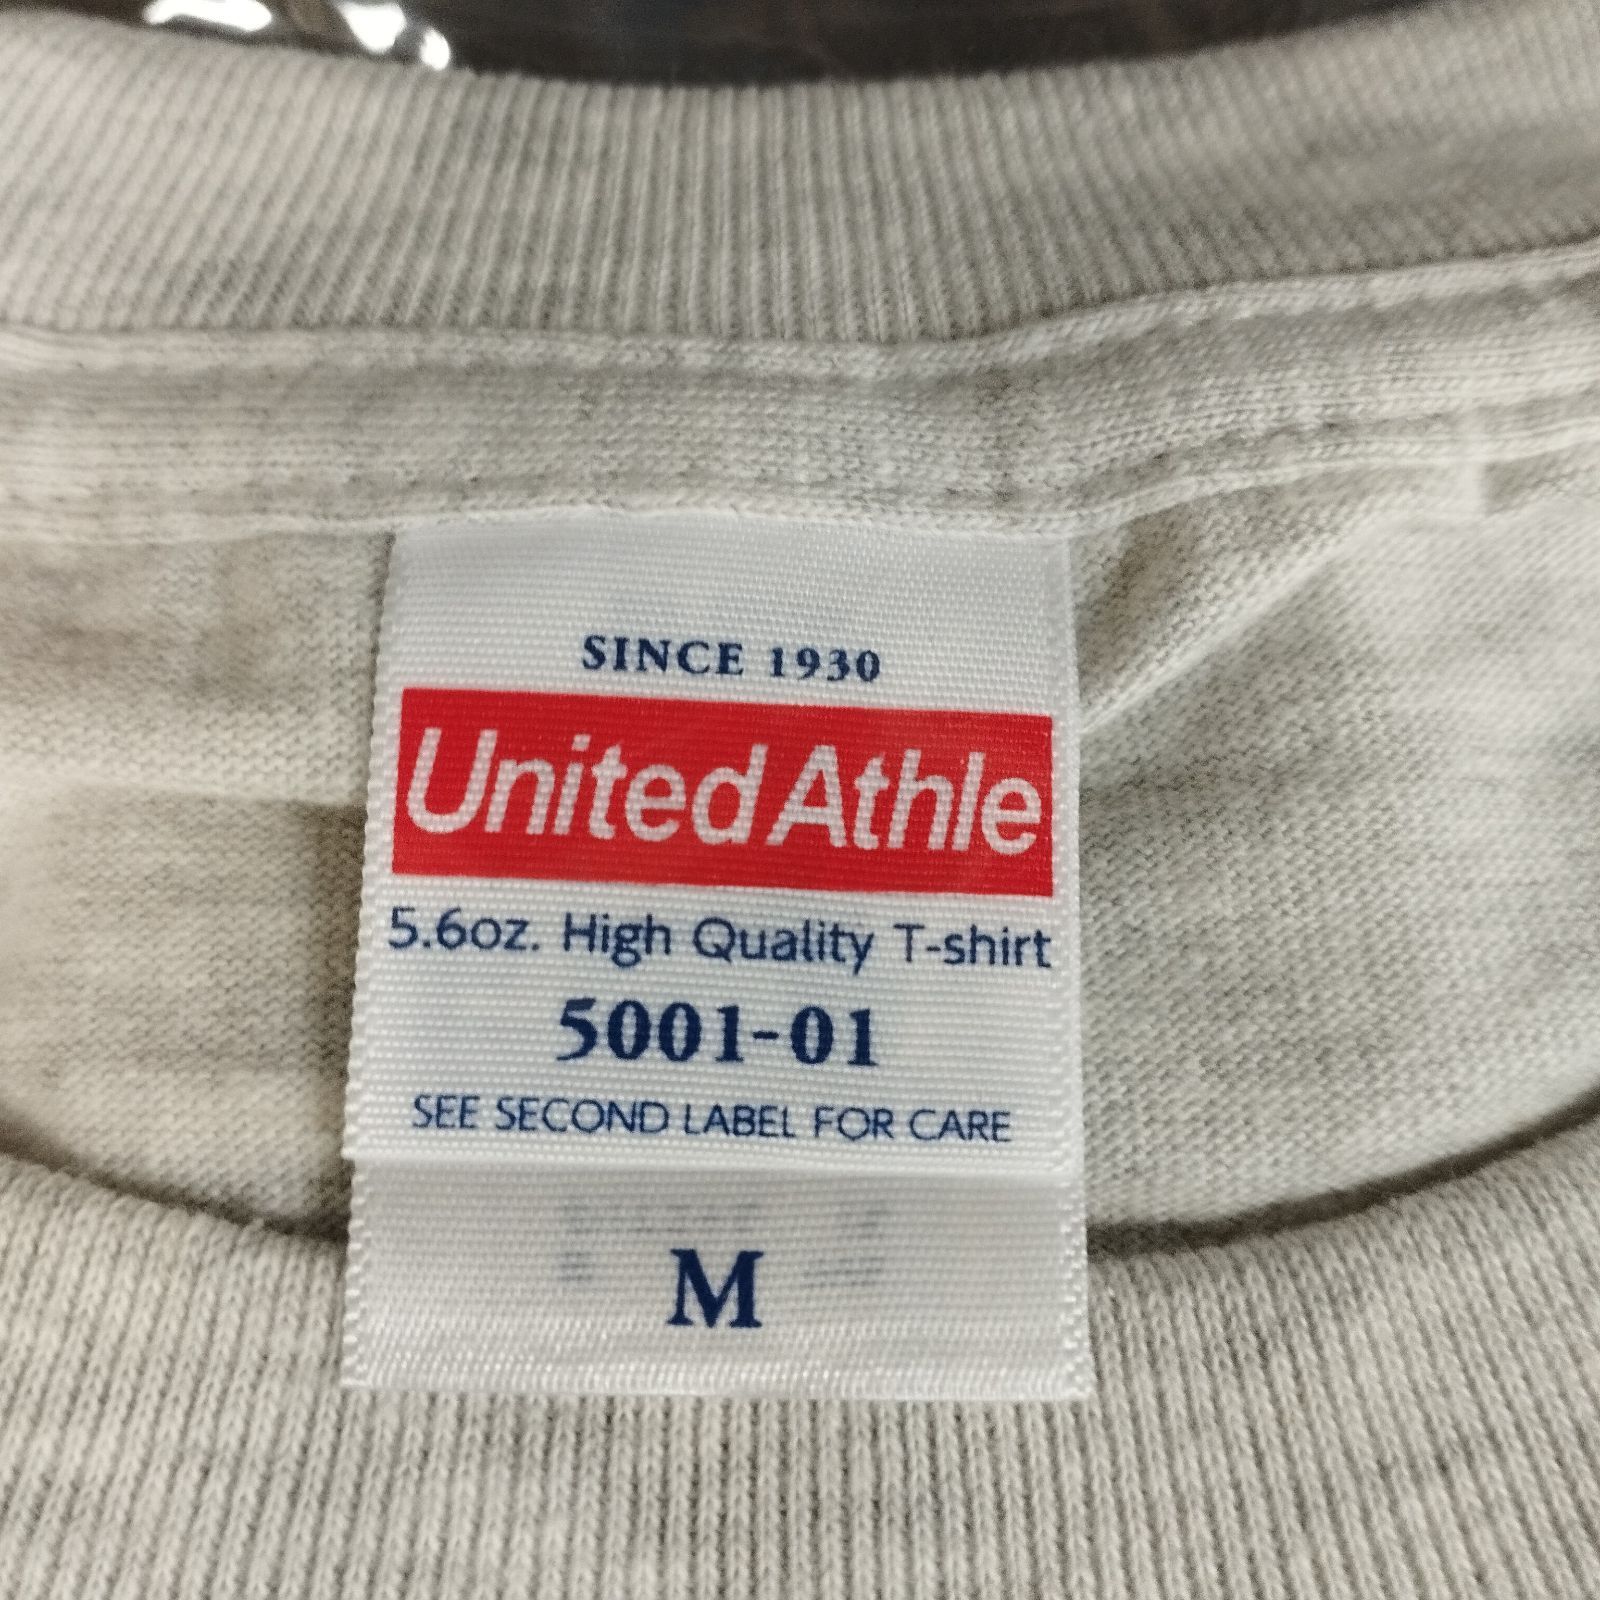 SINCE 1930
United Athle
5.6oz. High Quality T-shirt
5001-01
SEE SECOND LABEL FOR CARE
M